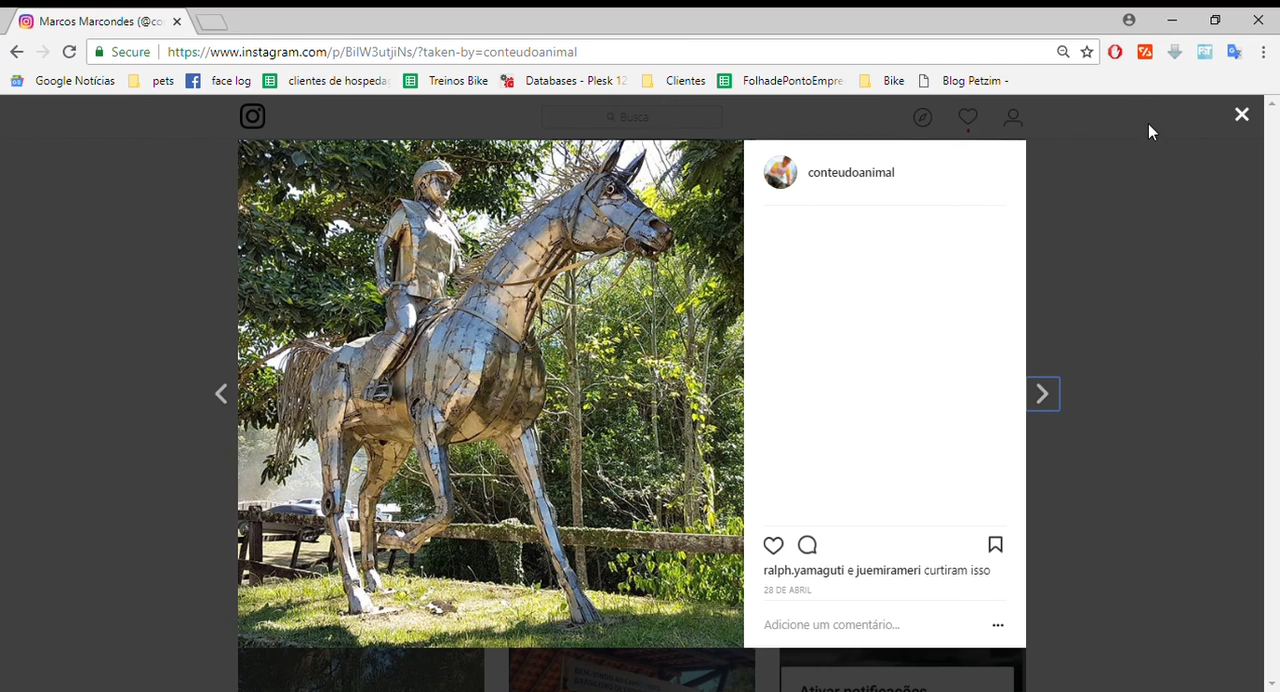 Marcos Marcondes (@co
Secure
https://www.instagram.com/p/BiIW3utjiNs/?taken-by=conteudoanimal
Google Notícias pets face log clientes de hospeda Treinos Bike Databases - Plesk 12 Clientes FolhadePontoEmpre Bike Blog Petzim -
Busca
conteudoanimal
ralph.yamaguti e juemirameri curtiram isso
28 DE ABRIL
Adicione um comentário...
Ativar notificações